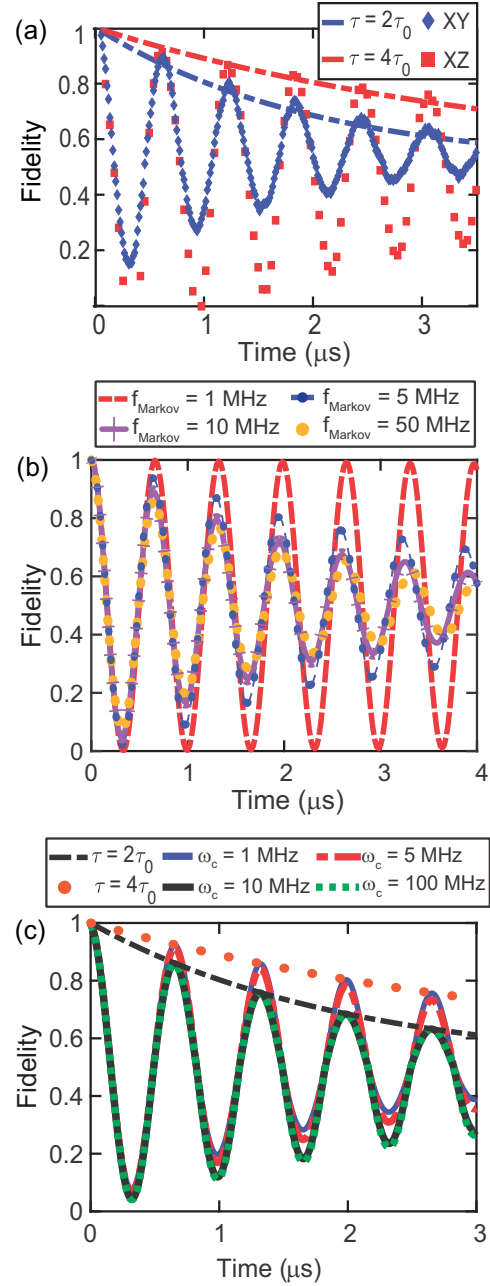 (a)
τ = 2τ0 XY
τ = 4τ0 XZ
1
0.8
0.6
0.4
0.2
Fidelity
0 1 2 3
Time (μs)
f_Markov = 1 MHz f_Markov = 5 MHz
f_Markov = 10 MHz f_Markov = 50 MHz
(b)
1
0.8
0.6
0.4
0.2
0
Fidelity
0 1 2 3 4
Time (μs)
τ = 2τ0 ωc = 1 MHz ωc = 5 MHz
τ = 4τ0 ωc = 10 MHz ωc = 100 MHz
(c)
1
0.8
0.6
0.4
0.2
0
Fidelity
0 1 2 3
Time (μs)